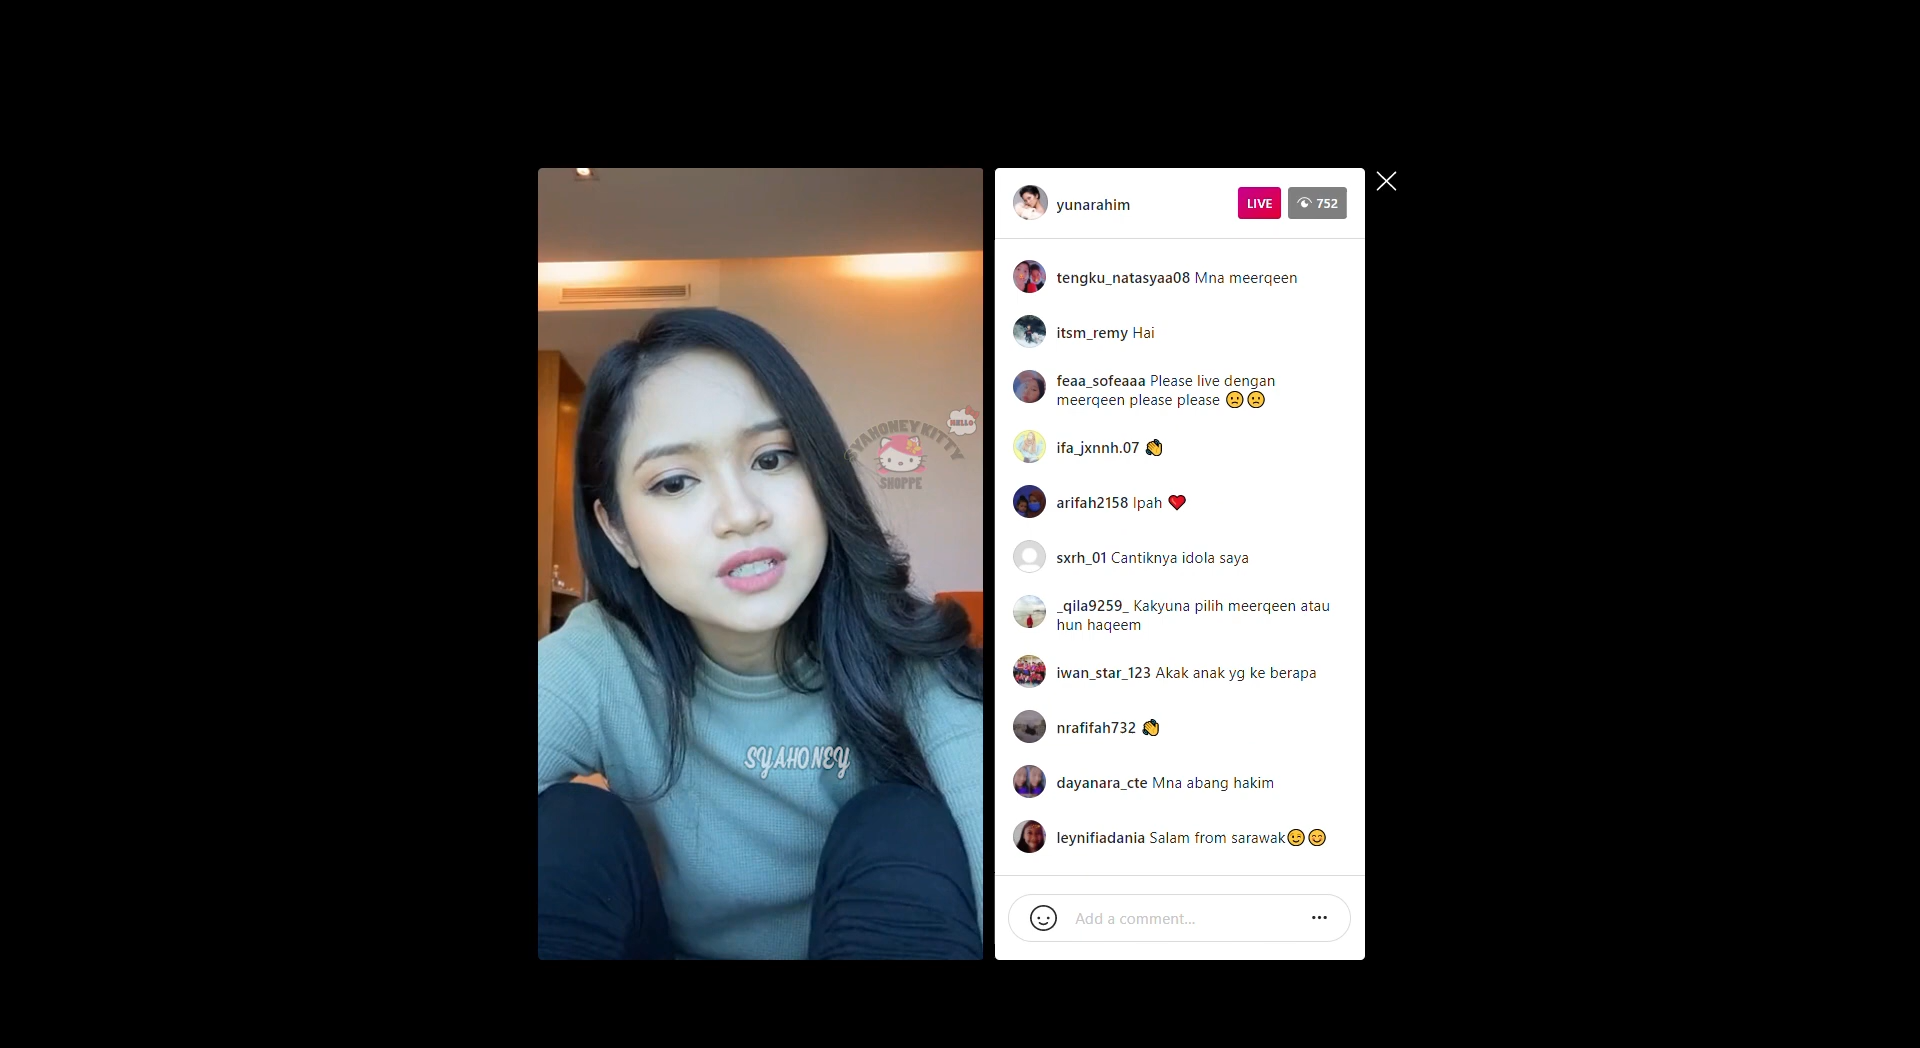 SYAHONEYKITTY
HELLO
SHOPPE
SYAHONEY
yunarahim
LIVE
752
tengku_natasyaa08 Mna meerqeen
itsm_remy Hai
feaa_sofeaaa Please live dengan
meerqeen please please 🙁🙁
ifa_jxnnh.07 👏
arifah2158 Ipah ❤️
sxrh_01 Cantiknya idola saya
_qila9259_ Kakyuna pilih meerqeen atau
hun haqeem
iwan_star_123 Akak anak yg ke berapa
nrafifah732 👏
dayanara_cte Mna abang hakim
leynifiadania Salam from sarawak😉😊
Add a comment...